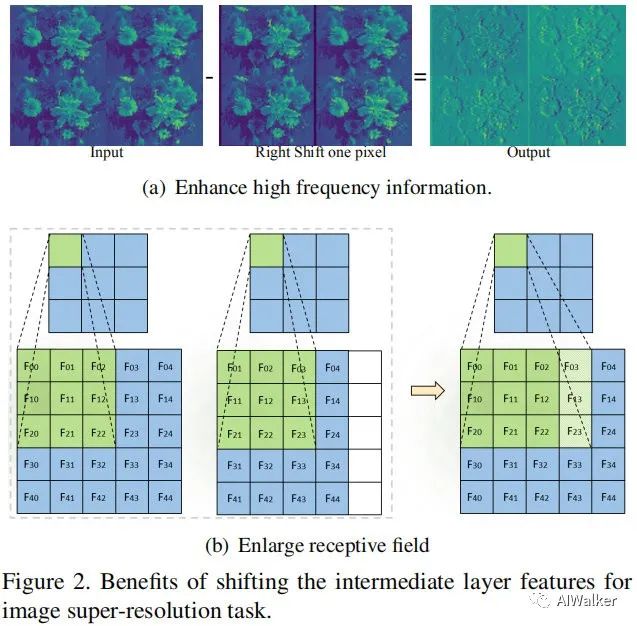 - =
Input Right Shift one pixel Output
(a) Enhance high frequency information.
F00 F01 F02 F03 F04 F01 F02 F03 F04 F00 F01 F02 F03 F04
F10 F11 F12 F13 F14 F11 F12 F13 F14 F10 F11 F12 F13 F14
F20 F21 F22 F23 F24 F21 F22 F23 F24 F20 F21 F22 F23 F24
F30 F31 F32 F33 F34 F31 F32 F33 F34 F30 F31 F32 F33 F34
F40 F41 F42 F43 F44 F41 F42 F43 F44 F40 F41 F42 F43 F44
(b) Enlarge receptive field
Figure 2. Benefits of shifting the intermediate layer features for
image super-resolution task.
AIWalker